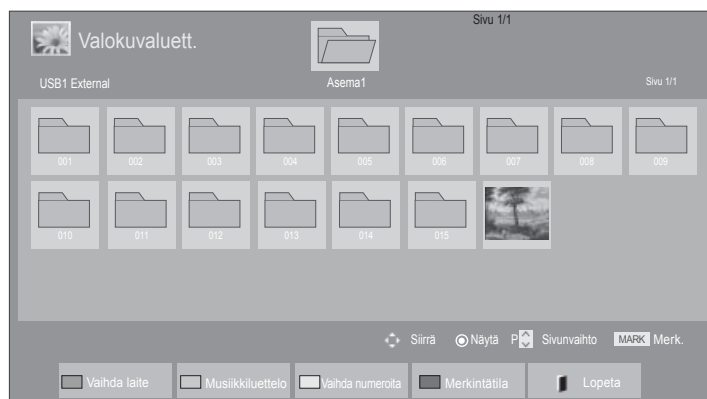 Sivu 1/1
Valokuvaluett.
USB1 External
Asema1
Sivu 1/1
001 002 003 004 005 006 007 008 009
010 011 012 013 014 015
Siirrä Näytä P Sivunvaihto MARK Merk.
Vaihda laite Musiikkiluettelo Vaihda numeroita Merkintätila Lopeta